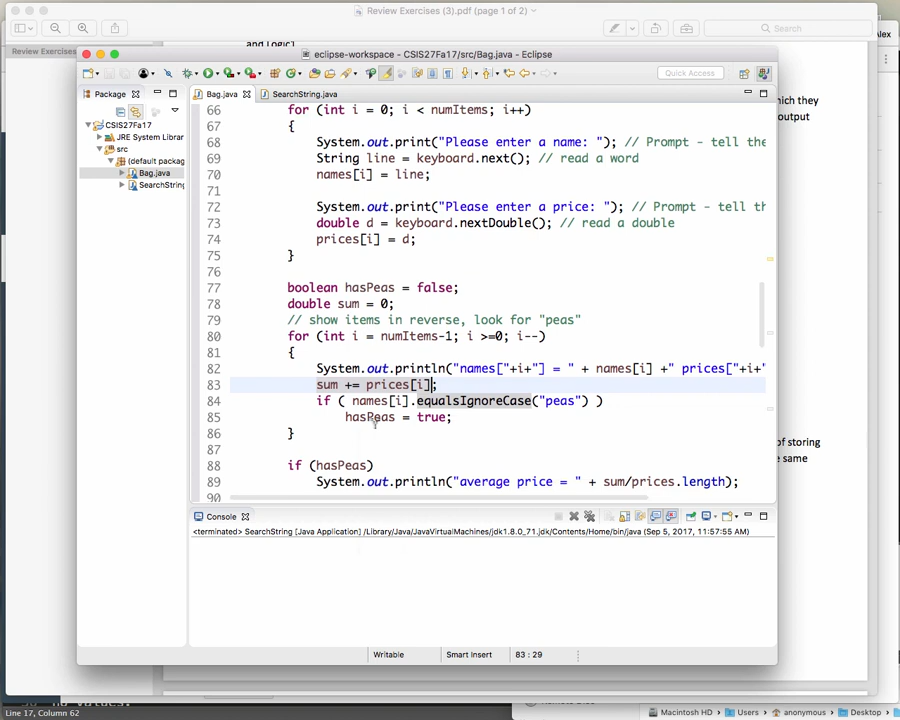 Review Exercises (3).pdf (page 1 of 2)
Search
Review Exercises
and Logic]
Alex
eclipse-workspace - CSIS27Fa17/src/Bag.java - Eclipse
Quick Access
Package
Bag.java
SearchString.java
CSIS27Fa17
JRE System Librar
src
(default packag
Bag.java
SearchString
66 for (int i = 0; i < numItems; i++)
67 {
68 System.out.print("Please enter a name: "); // Prompt - tell the
69 String line = keyboard.next(); // read a word
70 names[i] = line;
71
72 System.out.print("Please enter a price: "); // Prompt - tell th
73 double d = keyboard.nextDouble(); // read a double
74 prices[i] = d;
75 }
76
77 boolean hasPeas = false;
78 double sum = 0;
79 // show items in reverse, look for "peas"
80 for (int i = numItems-1; i >=0; i--)
81 {
82 System.out.println("names["+i+"] = " + names[i] +" prices["+i+"
83 sum += prices[i];
84 if ( names[i].equalsIgnoreCase("peas") )
85 hasPeas = true;
86 }
87
88 if (hasPeas)
89 System.out.println("average price = " + sum/prices.length);
90
hich they
output
of storing
e same
Console
<terminated> SearchString [Java Application] /Library/Java/JavaVirtualMachines/jdk1.8.0_71.jdk/Contents/Home/bin/java (Sep 5, 2017, 11:57:55 AM)
Writable
Smart Insert
83 : 29
Line 17, Column 62
Macintosh HD
Users
anonymous
Desktop